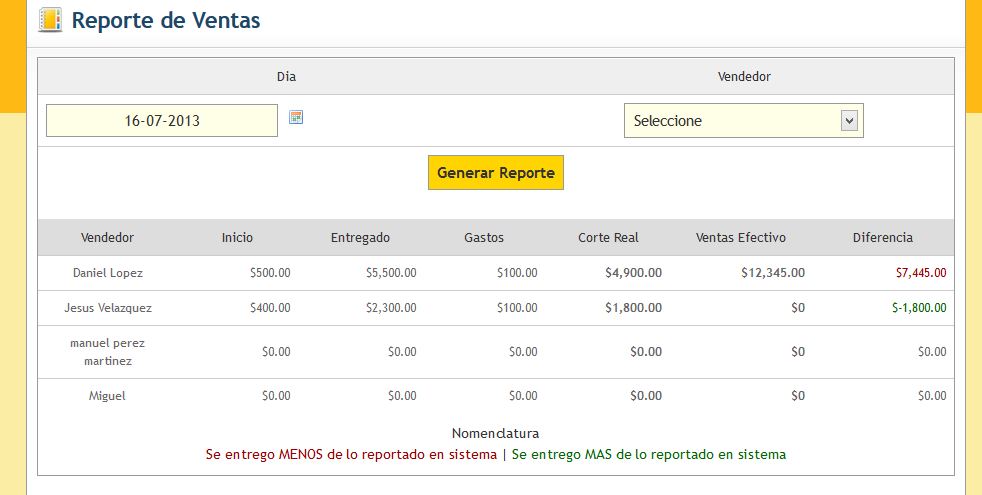 Reporte de Ventas
Dia Vendedor
16-07-2013 Seleccione
Generar Reporte
Vendedor Inicio Entregado Gastos Corte Real Ventas Efectivo Diferencia
Daniel Lopez $500.00 $5,500.00 $100.00 $4,900.00 $12,345.00 $7,445.00
Jesus Velazquez $400.00 $2,300.00 $100.00 $1,800.00 $0 $-1,800.00
manuel perez
martinez $0.00 $0.00 $0.00 $0.00 $0 $0.00
Miguel $0.00 $0.00 $0.00 $0.00 $0 $0.00
Nomenclatura
Se entrego MENOS de lo reportado en sistema | Se entrego MAS de lo reportado en sistema